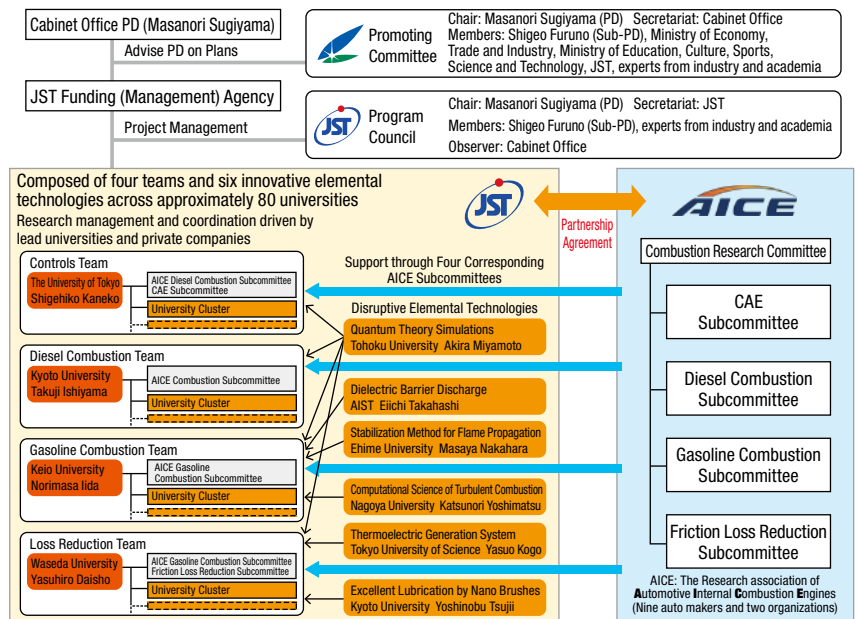 Cabinet Office PD (Masanori Sugiyama)
Advise PD on Plans
JST Funding (Management) Agency
Project Management
Promoting
Committee
Chair: Masanori Sugiyama (PD) Secretariat: Cabinet Office
Members: Shigeo Furuno (Sub-PD), Ministry of Economy,
Trade and Industry, Ministry of Education, Culture, Sports,
Science and Technology, JST, experts from industry and academia
JST
Program
Council
Chair: Masanori Sugiyama (PD) Secretariat: JST
Members: Shigeo Furuno (Sub-PD), experts from industry and academia
Observer: Cabinet Office
Composed of four teams and six innovative elemental
technologies across approximately 80 universities
Research management and coordination driven by
lead universities and private companies
JST
Partnership
Agreement
AICE
Controls Team
The University of Tokyo
Shigehiko Kaneko
AICE Diesel Combustion Subcommittee
CAE Subcommittee
University Cluster
Diesel Combustion Team
Kyoto University
Takuji Ishiyama
AICE Combustion Subcommittee
University Cluster
Gasoline Combustion Team
Keio University
Norimasa Iida
AICE Gasoline
Combustion Subcommittee
University Cluster
Loss Reduction Team
Waseda University
Yasuhiro Daisho
AICE Gasoline Combustion Subcommittee
Friction Loss Reduction Subcommittee
University Cluster
Support through Four Corresponding
AICE Subcommittees
Disruptive Elemental Technologies
Quantum Theory Simulations
Tohoku University Akira Miyamoto
Dielectric Barrier Discharge
AIST Eiichi Takahashi
Stabilization Method for Flame Propagation
Ehime University Masaya Nakahara
Computational Science of Turbulent Combustion
Nagoya University Katsunori Yoshimatsu
Thermoelectric Generation System
Tokyo University of Science Yasuo Kogo
Excellent Lubrication by Nano Brushes
Kyoto University Yoshinobu Tsujii
Combustion Research Committee
CAE
Subcommittee
Diesel Combustion
Subcommittee
Gasoline Combustion
Subcommittee
Friction Loss Reduction
Subcommittee
AICE: The Research association of
Automotive Internal Combustion Engines
(Nine auto makers and two organizations)